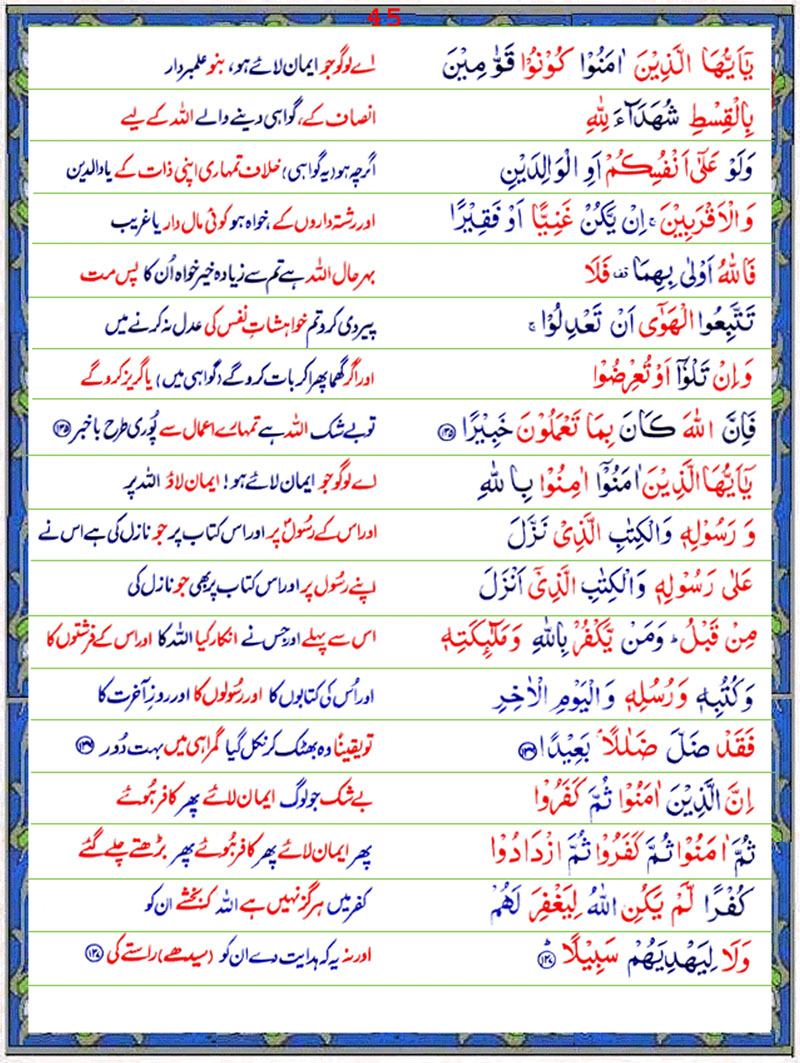 45
یٰۤاَیُّهَا الَّذِیْنَ اٰمَنُوْا كُوْنُوْا قَوّٰمِیْنَ اے لوگو جو ایمان لائے ہو، بنو علمبردار
بِالْقِسْطِ شُهَدَآءَ لِلّٰهِ انصاف کے، گواہی دینے والے اللہ کے لیے
وَلَوْ عَلٰۤی اَنْفُسِكُمْ اَوِ الْوَالِدَیْنِ اگرچہ ہو (یہ گواہی) خلاف تمہاری اپنی ذات کے یا والدین
وَالْاَقْرَبِیْنَ ۚ اِنْ یَّكُنْ غَنِیًّا اَوْ فَقِیْرًا اور رشتہ داروں کے، خواہ ہو کوئی مال دار یا غریب
فَاللّٰهُ اَوْلٰی بِهِمَا ۫ فَلَا بہر حال اللہ ہے تم سے زیادہ خیر خواہ اُن کا پس مت
تَتَّبِعُوا الْهَوٰۤی اَنْ تَعْدِلُوْا ۚ پیروی کرو تم خواہشاتِ نفس کی عدل نہ کرنے میں
وَاِنْ تَلْوٗۤا اَوْ تُعْرِضُوْا اور اگر گھما پھرا کر بات کرو گے (گواہی میں) یا گریز کرو گے
فَاِنَّ اللّٰهَ كَانَ بِمَا تَعْمَلُوْنَ خَبِیْرًا ﴿۱۳۵﴾ تو بے شک اللہ ہے تمہارے اعمال سے پُوری طرح باخبر ﴿۱۳۵﴾
یٰۤاَیُّهَا الَّذِیْنَ اٰمَنُوْۤا اٰمِنُوْا بِاللّٰهِ اے لوگو جو ایمان لائے ہو! ایمان لاؤ اللہ پر
وَ رَسُوْلِهٖ وَالْكِتٰبِ الَّذِیْ نَزَّلَ اور اس کے رسُولؐ پر اور اس کتاب پر جو نازل کی ہے اس نے
عَلٰی رَسُوْلِهٖ وَالْكِتٰبِ الَّذِیْۤ اَنْزَلَ اپنے رسُول پر اور اس کتاب پر بھی جو نازل کی
مِنْ قَبْلُ ؕ وَمَنْ یَّكْفُرْ بِاللّٰهِ وَمَلٰٓىِٕكَتِهٖ اس سے پہلے اور جس نے انکار کیا اللہ کا اور اس کے فرشتوں کا
وَكُتُبِهٖ وَرُسُلِهٖ وَالْیَوْمِ الْاٰخِرِ اور اُس کی کتابوں کا اور رسُولوں کا اور روزِ آخرت کا
فَقَدْ ضَلَّ ضَلٰلًاۢ بَعِیْدًا ﴿۱۳۶﴾ تو یقیناً وہ بھٹک کر نکل گیا گمراہی میں بہت دُور ﴿۱۳۶﴾
اِنَّ الَّذِیْنَ اٰمَنُوْا ثُمَّ كَفَرُوْا بے شک جو لوگ ایمان لائے پھر کافر ہُوئے
ثُمَّ اٰمَنُوْا ثُمَّ كَفَرُوْا ثُمَّ ازْدَادُوْا پھر ایمان لائے پھر کافر ہُوئے پھر بڑھتے چلے گئے
كُفْرًا لَّمْ یَكُنِ اللّٰهُ لِیَغْفِرَ لَهُمْ کفر میں ہرگز نہیں ہے اللہ کہ بخشے ان کو
وَلَا لِیَهْدِیَهُمْ سَبِیْلًا ﴿۱۳۷﴾ اور نہ یہ کہ ہدایت دے ان کو (سیدھے) راستے کی ﴿۱۳۷﴾